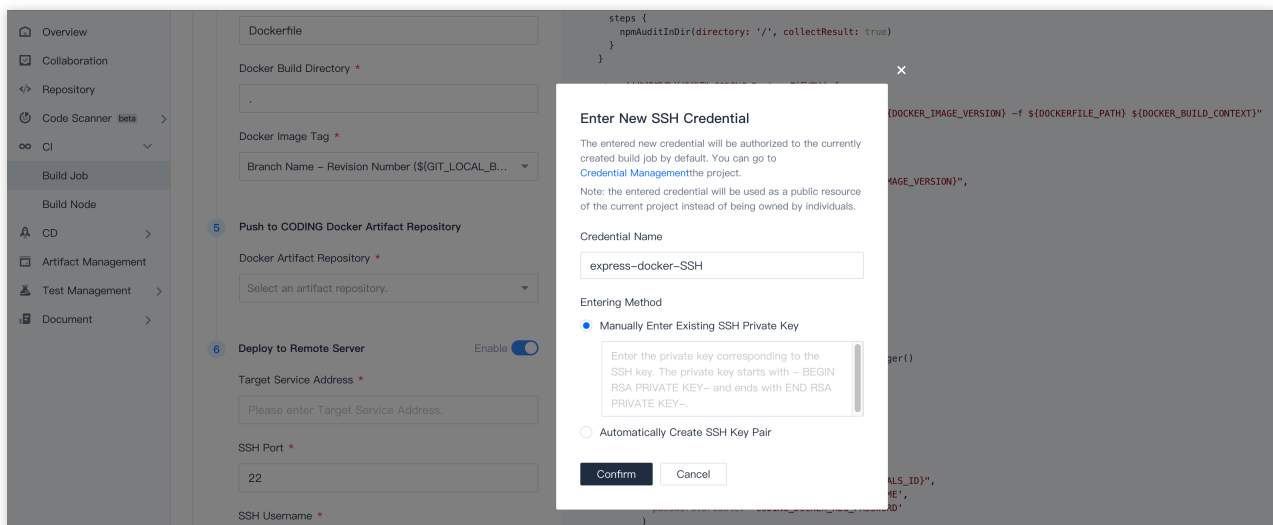 Overview
Collaboration
Repository
Code Scanner beta
CI
Build Job
Build Node
CD
Artifact Management
Test Management
Document
Dockerfile
Docker Build Directory *
.
Docker Image Tag *
Branch Name – Revision Number (${GIT_LOCAL_B...
5 Push to CODING Docker Artifact Repository
Docker Artifact Repository *
Select an artifact repository.
6 Deploy to Remote Server Enable
Target Service Address *
Please enter Target Service Address.
SSH Port *
22
SSH Username *
steps {
npmAuditInDir(directory: '/', collectResult: true)
}
}
{DOCKER_IMAGE_VERSION} -f ${DOCKERFILE_PATH} ${DOCKER_BUILD_CONTEXT}"
MAGE_VERSION}",
ger()
ALS_ID}",
ME',
)
Enter New SSH Credential
The entered new credential will be authorized to the currently
created build job by default. You can go to
Credential Managementthe project.
Note: the entered credential will be used as a public resource
of the current project instead of being owned by individuals.
Credential Name
express-docker-SSH
Entering Method
Manually Enter Existing SSH Private Key
Enter the private key corresponding to the
SSH key. The private key starts with – BEGIN
RSA PRIVATE KEY– and ends with END RSA
PRIVATE KEY–.
Automatically Create SSH Key Pair
Confirm Cancel